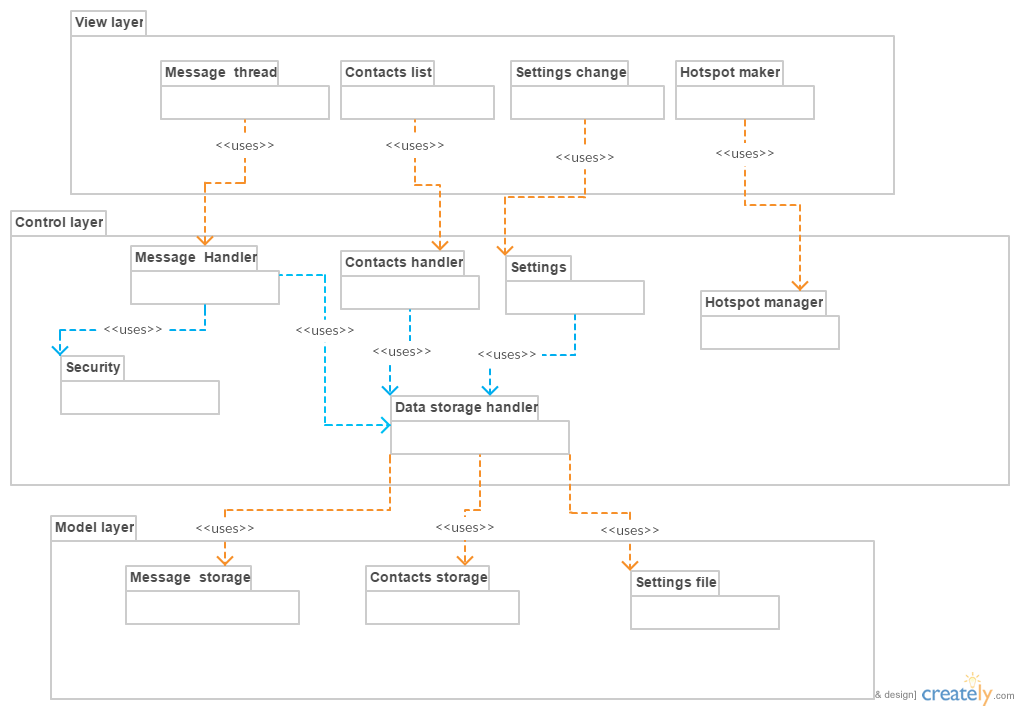 View layer
Message thread
Contacts list
Settings change
Hotspot maker
<<uses>>
<<uses>>
<<uses>>
<<uses>>
Control layer
Message Handler
Contacts handler
Settings
Hotspot manager
<<uses>>
<<uses>>
<<uses>>
<<uses>>
Security
Data storage handler
Model layer
<<uses>>
<<uses>>
<<uses>>
Message storage
Contacts storage
Settings file
& design]
creately.com